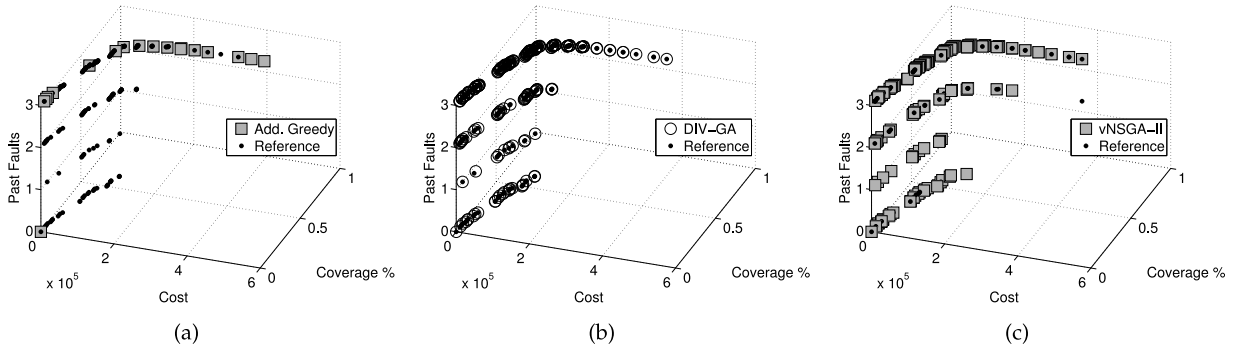 3
2
1
0
Past Faults
0
2
4
6
x 10^5
Cost
0
0.5
1
Coverage %
Add. Greedy
Reference
(a)
3
2
1
0
Past Faults
0
2
4
6
x 10^5
Cost
0
0.5
1
Coverage %
DIV-GA
Reference
(b)
3
2
1
0
Past Faults
0
2
4
6
x 10^5
Cost
0
0.5
1
Coverage %
vNSGA-II
Reference
(c)